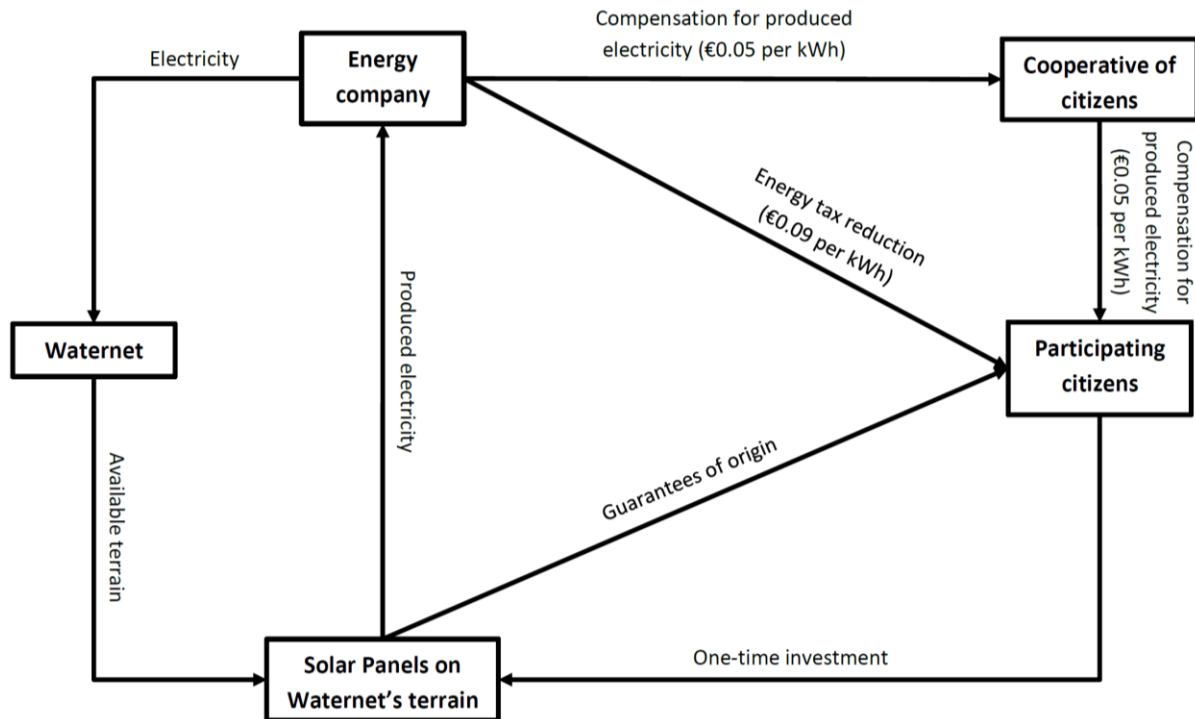 Compensation for produced
electricity (€0.05 per kWh)
Electricity
Energy
company
Cooperative of
citizens
Compensation for
produced electricity
(€0.05 per kWh)
Energy tax reduction
(€0.09 per kWh)
Produced electricity
Waternet
Participating
citizens
Available terrain
Guarantees of origin
Solar Panels on
Waternet’s terrain
One-time investment